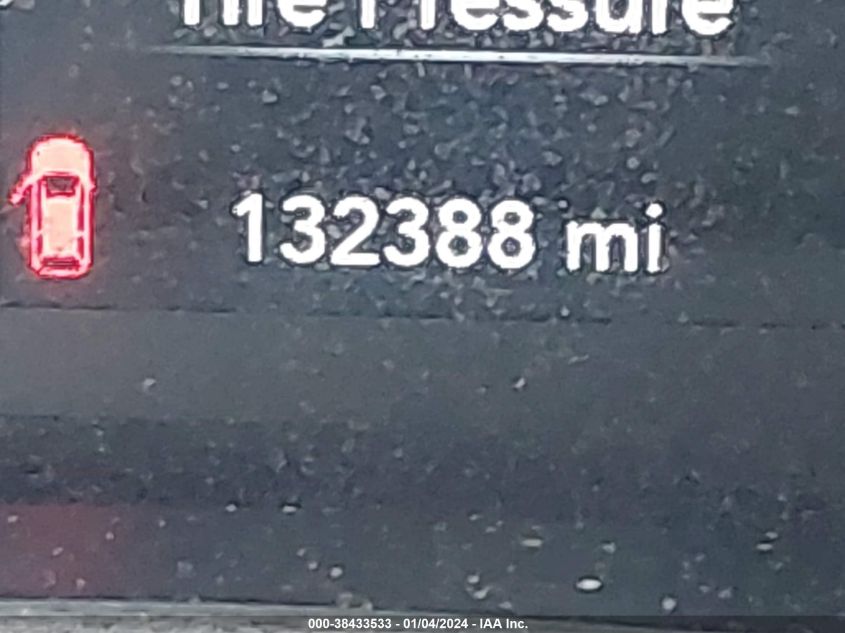 Tire Pressure
132388 mi
000-38433533 - 01/04/2024 - IAA Inc.